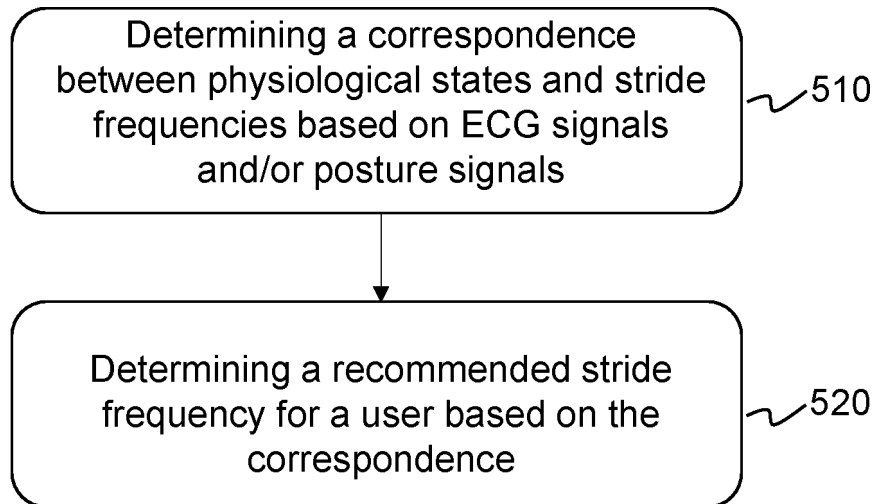 Determining a correspondence
between physiological states and stride
frequencies based on ECG signals
and/or posture signals
510
Determining a recommended stride
frequency for a user based on the
correspondence
520